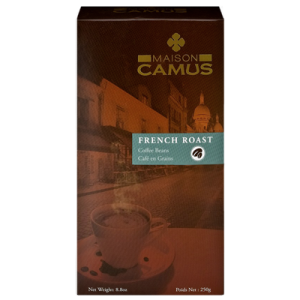 MAISON
CAMUS
FRENCH ROAST
Coffee Beans
Café en Grains
Net Weight: 8.8oz
Poids Net : 250g